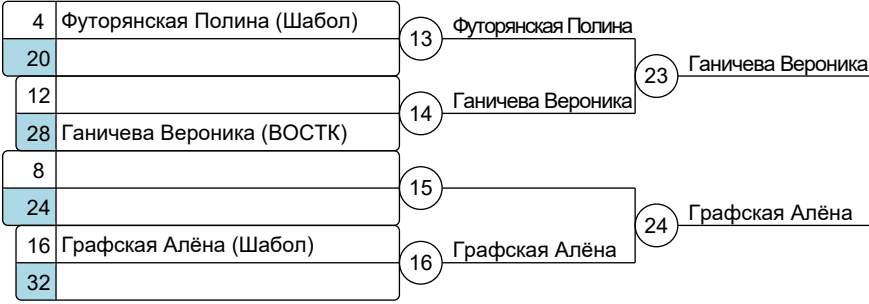 4 Футорянская Полина (Шабол)
20
13
Футорянская Полина
12
28 Ганичева Вероника (ВОСТК)
14
Ганичева Вероника
23
Ганичева Вероника
8
24
15
16 Графская Алёна (Шабол)
32
16
Графская Алёна
24
Графская Алёна